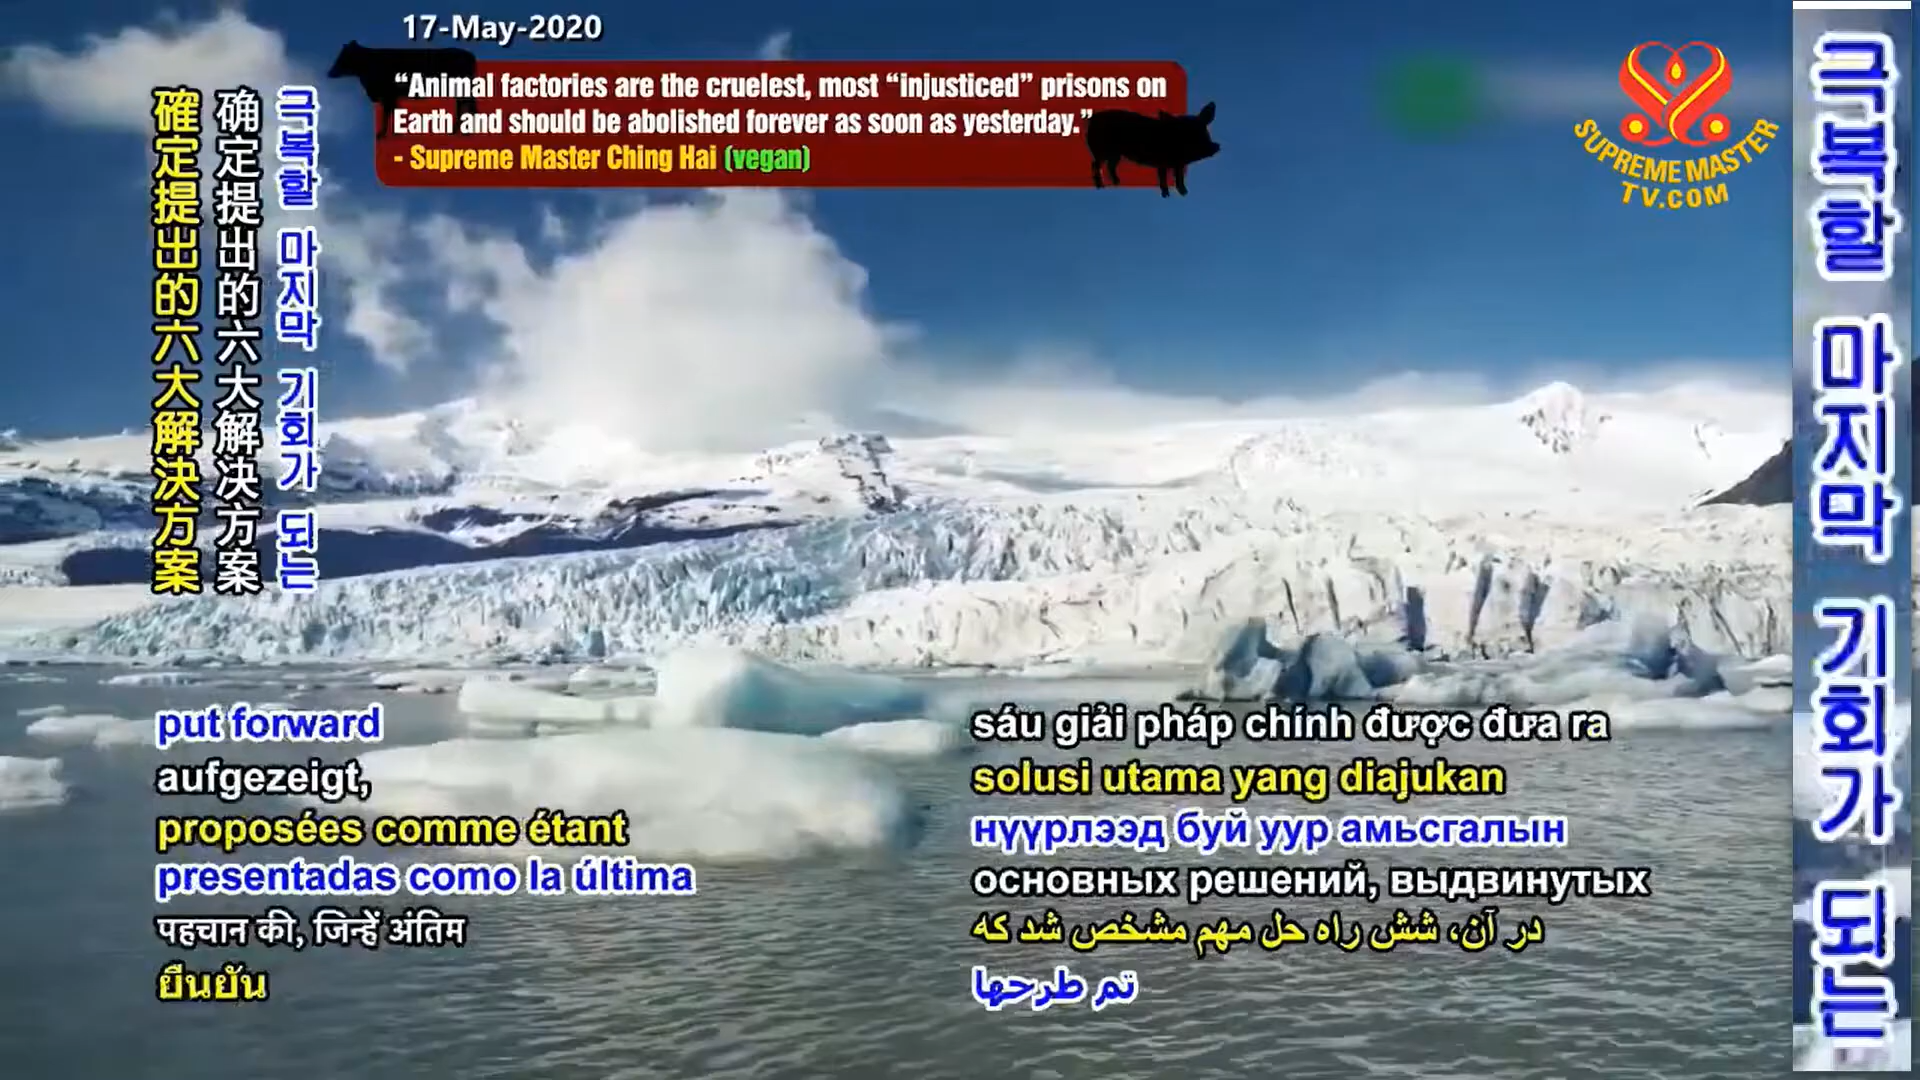 17-May-2020
“Animal factories are the cruelest, most “injusticed” prisons on
Earth and should be abolished forever as soon as yesterday.”
- Supreme Master Ching Hai (vegan)
SUPREME MASTER
TV.COM
確定提出的六大解決方案
确定提出的六大解决方案
극복할 마지막 기회가 되는
put forward
aufgezeigt,
proposées comme étant
presentadas como la última
पहचान की, जिन्हें अंतिम
ยืนยัน
sáu giải pháp chính được đưa ra
solusi utama yang diajukan
нүүрлээд буй уур амьсгалын
основных решений, выдвинутых
در آن، شش راه حل مهم مشخص شد که
تم طرحها
극복할 마지막 기회가 되는